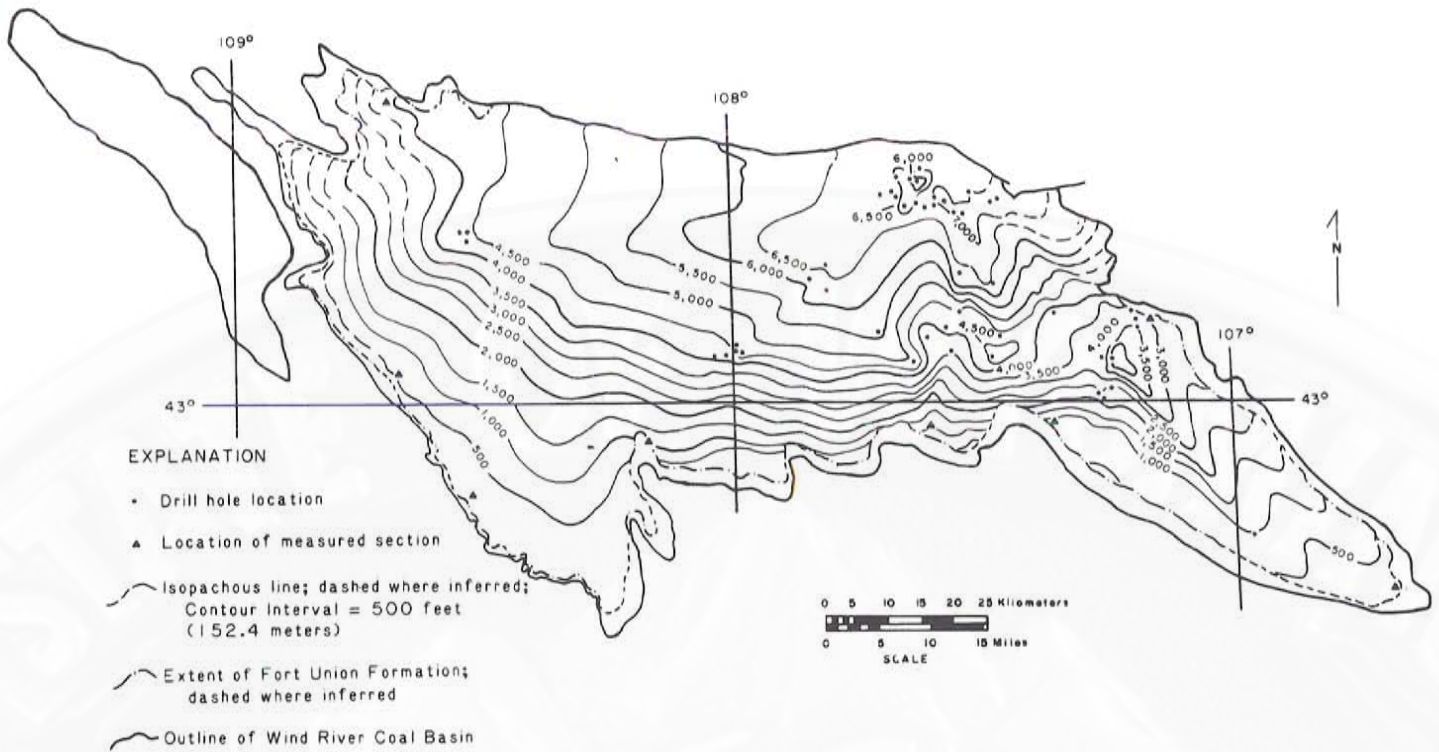 109°
108°
6,000
6,500
7,000
6,500
6,000
5,500
5,000
4,500
4,000
3,500
3,000
2,500
2,000
1,500
1,000
500
4,500
4,000
3,500
4,000
3,500
3,000
107°
43°
43°
2,000
1,500
1,000
500
N
EXPLANATION
Drill hole location
Location of measured section
Isopachous line; dashed where inferred;
Contour Interval = 500 feet
(152.4 meters)
Extent of Fort Union Formation;
dashed where inferred
Outline of Wind River Coal Basin
0 5 10 15 20 25 Kilometers
0 5 10 15 Miles
SCALE